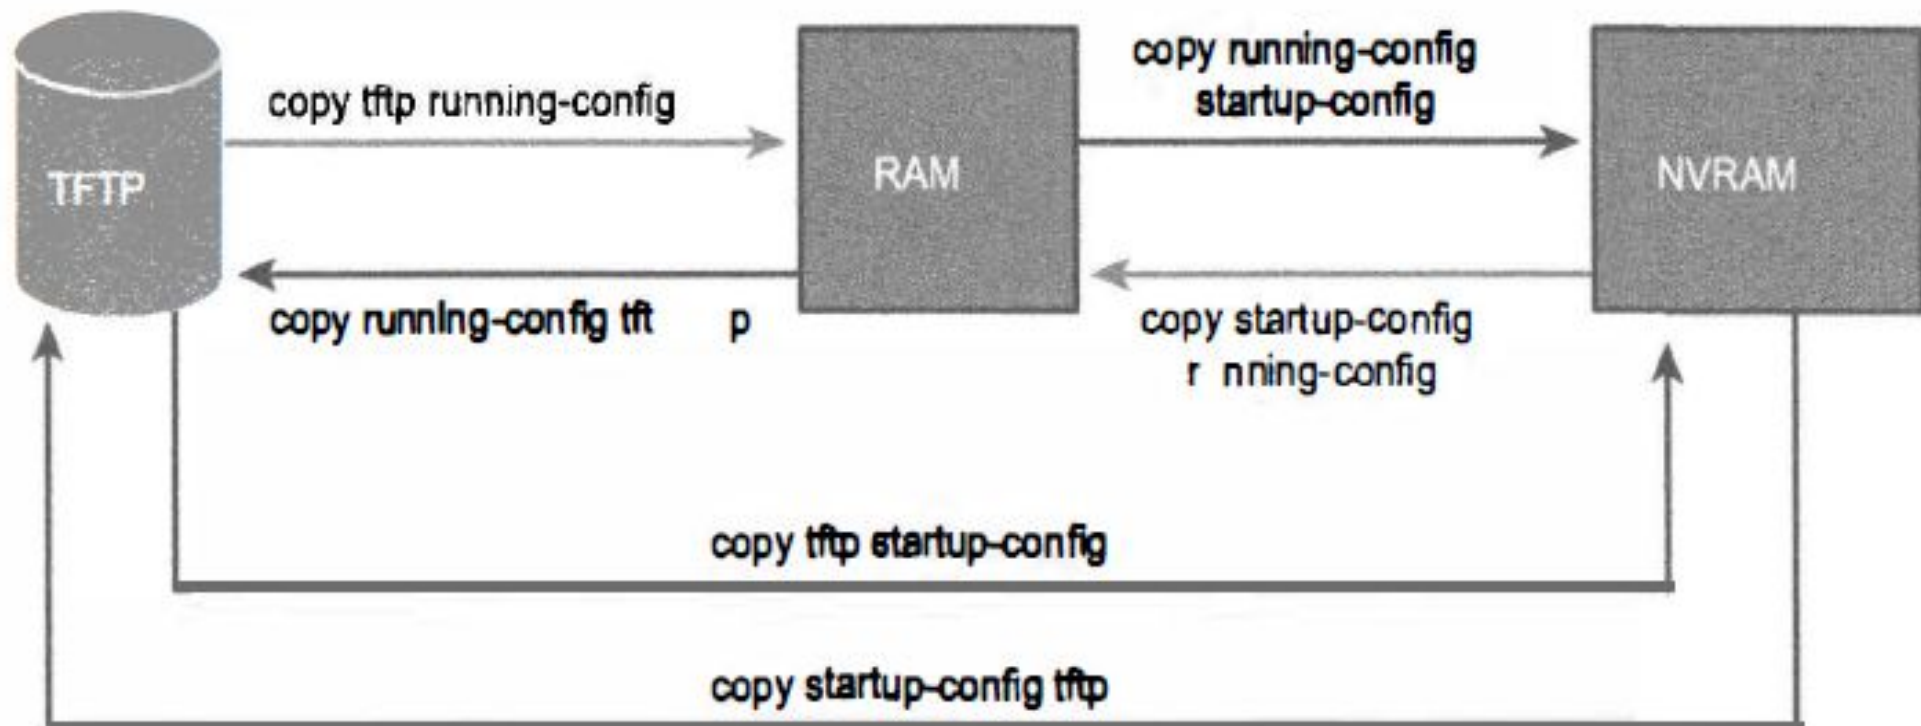 copy running-config
startup-config
copy tftp running-config
TFTP
RAM
NVRAM
copy running-config tft p
copy startup-config
r nning-config
copy tftp startup-config
copy startup-config tftp